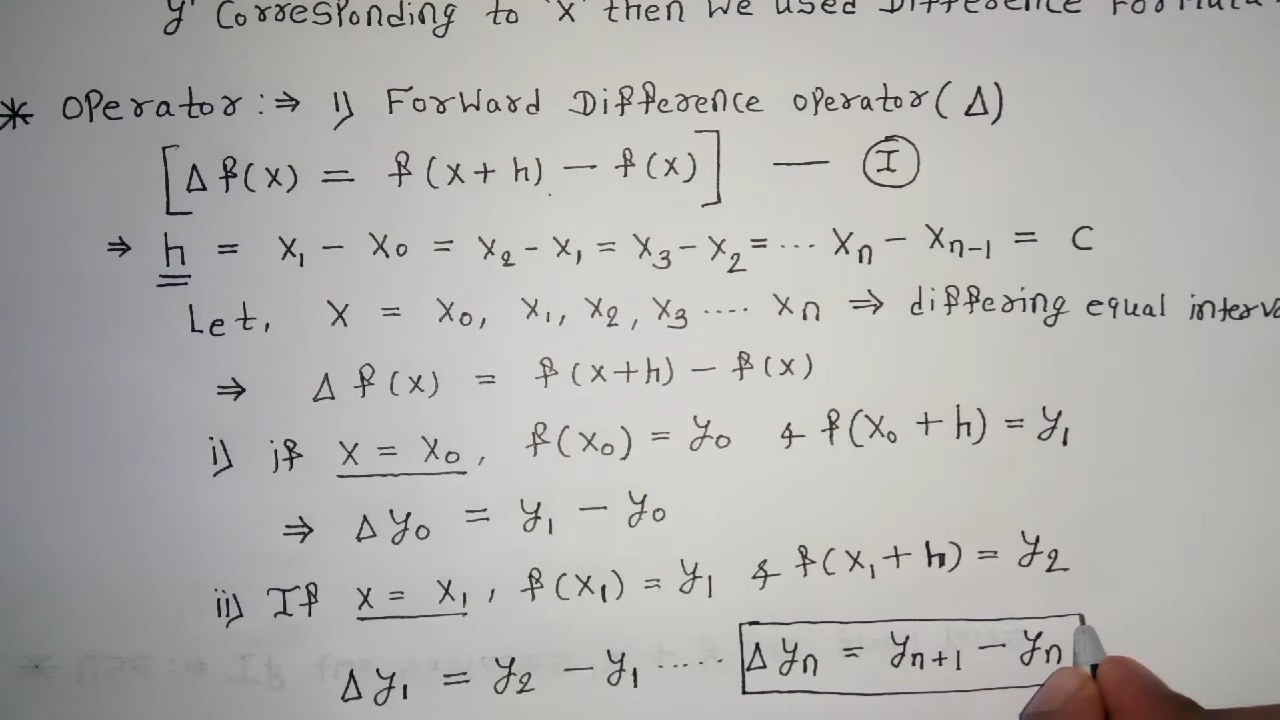 y' Corresponding to 'x' then we used Difference Formula
* Operator :⇒ 1) Forward Difference operator (Δ)
[Δ f(x) = f(x + h) − f(x)] — (I)
⇒ h = x₁ − x₀ = x₂ − x₁ = x₃ − x₂ = ... xₙ − xₙ₋₁ = C
Let, x = x₀, x₁, x₂, x₃ .... xₙ ⇒ differing equal
⇒ Δ f(x) = f(x+h) − f(x)
i) if x = x₀, f(x₀) = y₀ & f(x₀ + h) = y₁
⇒ Δy₀ = y₁ − y₀
ii) If x = x₁, f(x₁) = y₁ & f(x₁ + h) = y₂
Δy₁ = y₂ − y₁ ..... Δyₙ = yₙ₊₁ − yₙ